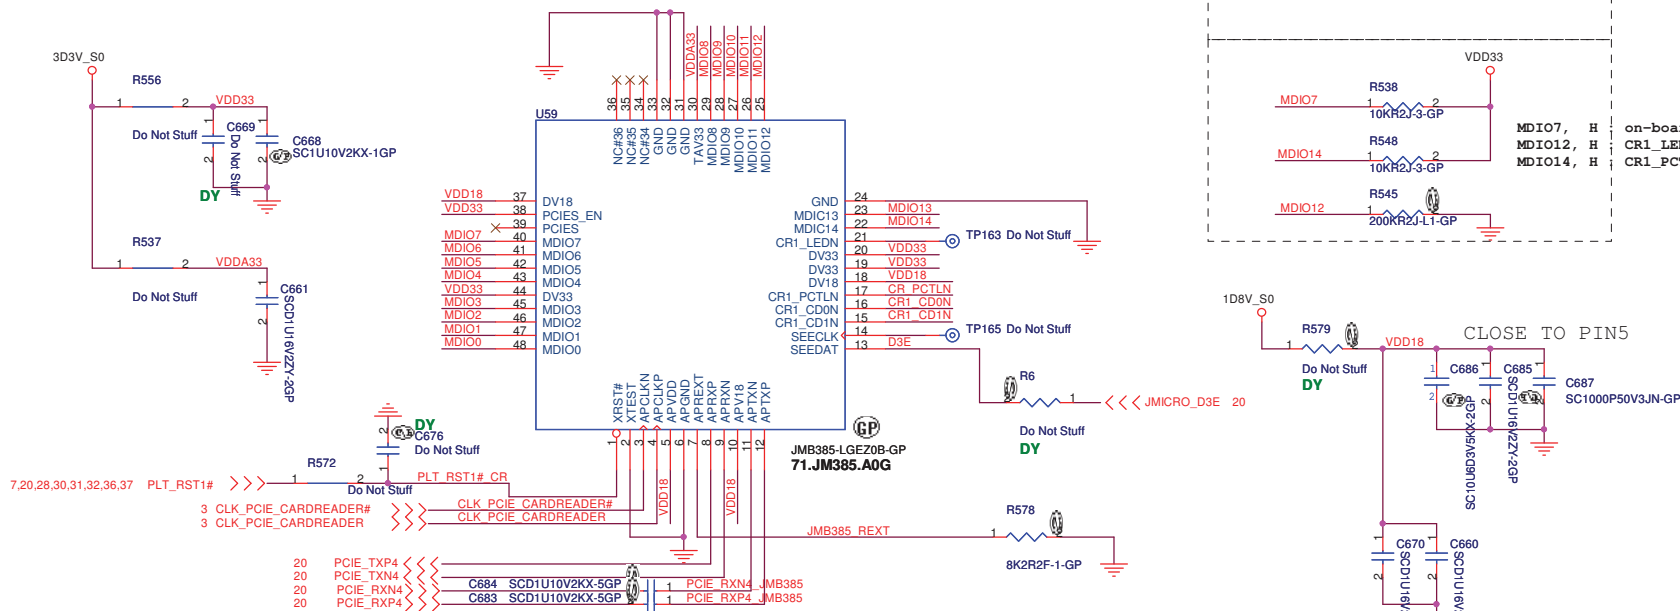 3D3V_S0
R556
1 2 VDD33
Do Not Stuff
C669
Do Not Stuff
C668
SC1U10V2KX-1GP
DY
R537
1 2 VDDA33
Do Not Stuff
C661
SCD1U16V2ZY-2GP
U59
VDDA33
MDIO8
MDIO9
MDIO10
MDIO11
MDIO12
36 35 34 33 32 31 30 29 28 27 26 25
NC#36
NC#35
NC#34
GND
GND
GND
TAV33
MDIO8
MDIO9
MDIO10
MDIO11
MDIO12
VDD18 37 DV18
VDD33 38 PCIES_EN
39 PCIES
MDIO7 40 MDIO7
MDIO6 41 MDIO6
MDIO5 42 MDIO5
MDIO4 43 MDIO4
VDD33 44 DV33
MDIO3 45 MDIO3
MDIO2 46 MDIO2
MDIO1 47 MDIO1
MDIO0 48 MDIO0
GND 24
MDIC13 23 MDIO13
MDIC14 22 MDIO14
CR1_LEDN 21 TP163 Do Not Stuff
DV33 20 VDD33
DV33 19 VDD33
DV18 18 VDD18
CR1_PCTLN 17 CR_PCTLN
CR1_CD0N 16 CR1_CD0N
CR1_CD1N 15 CR1_CD1N
SEECLK 14 TP165 Do Not Stuff
SEEDAT 13 D3E
XRST#
XTEST
APCLKN
APCLKP
APVDD
APGND
APREXT
APRXP
APRXN
APV18
APTXN
APTXP
1 2 3 4 5 6 7 8 9 10 11 12
VDD18
VDD18
GP
JMB385-LGEZ0B-GP
71.JM385.A0G
R6
1 JMICRO_D3E 20
Do Not Stuff
DY
DY
C676
Do Not Stuff
R572
7,20,28,30,31,32,36,37 PLT_RST1# 1 2 PLT_RST1#_CR
Do Not Stuff
3 CLK_PCIE_CARDREADER# CLK_PCIE_CARDREADER#
3 CLK_PCIE_CARDREADER CLK_PCIE_CARDREADER
JMB385_REXT 1 R578 2
8K2R2F-1-GP
20 PCIE_TXP4
20 PCIE_TXN4
20 PCIE_RXN4 C684 SCD1U10V2KX-5GP 1 PCIE_RXN4_JMB385
20 PCIE_RXP4 C683 SCD1U10V2KX-5GP 1 PCIE_RXP4_JMB385
VDD33
R538
MDIO7 1 2
10KR2J-3-GP
R548
MDIO14 1 2
10KR2J-3-GP
R545
MDIO12 1
200KR2J-L1-GP
MDIO7, H : on-boa
MDIO12, H : CR1_LE
MDIO14, H : CR1_PC
1D8V_S0
R579
1
Do Not Stuff
DY
VDD18
CLOSE TO PIN5
C686
C685
SCD1U16V2ZY-2GP
C687
SC1000P50V3JN-GP
C670
SCD1U16V
C660
SCD1U16V